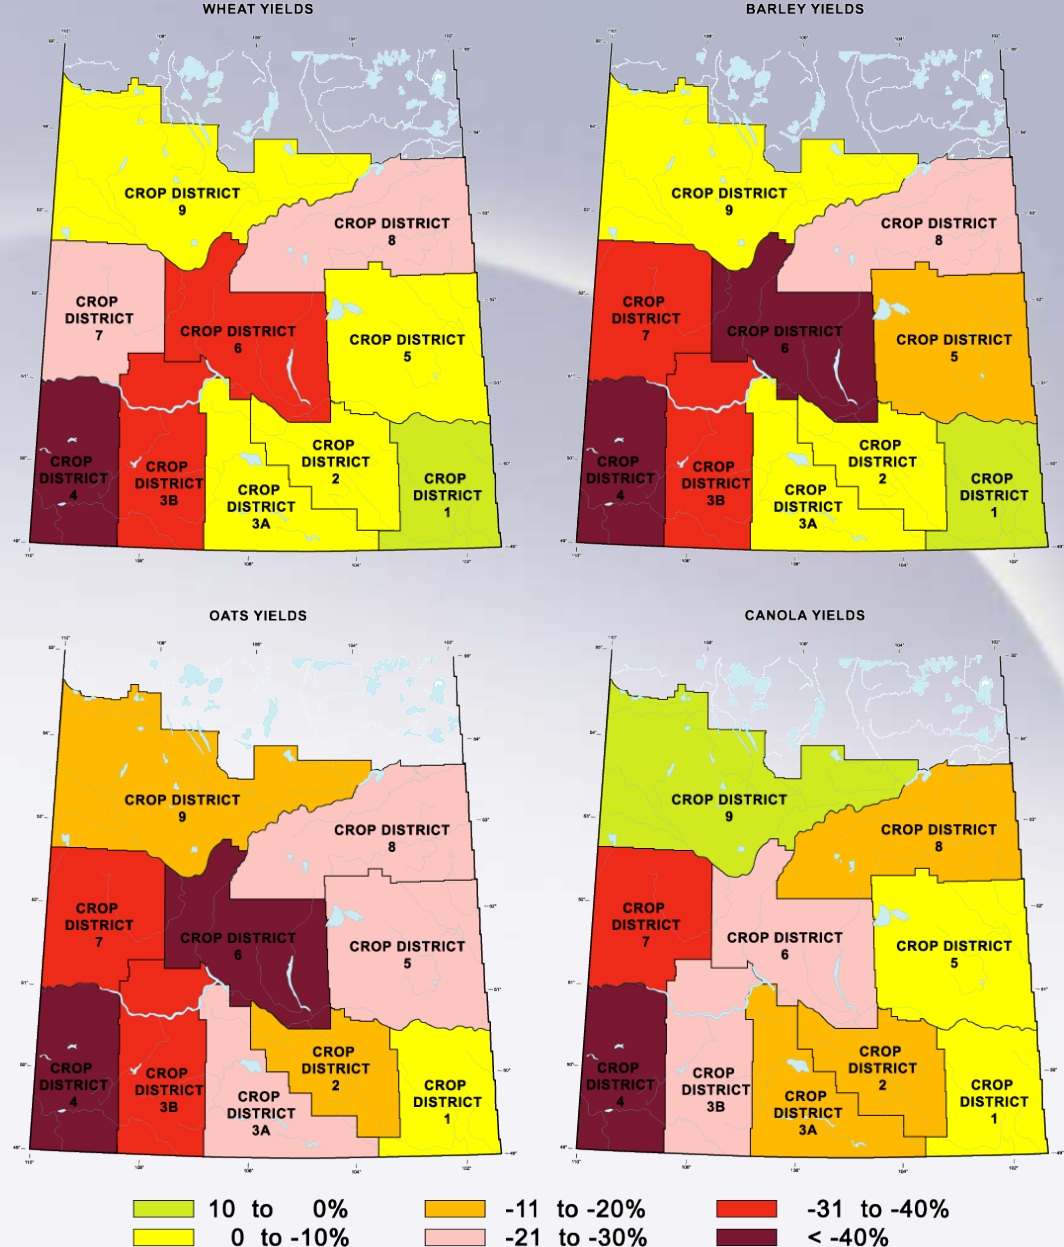 WHEAT YIELDS
CROP DISTRICT
9
CROP DISTRICT
8
CROP
DISTRICT
7
CROP DISTRICT
6
CROP DISTRICT
5
CROP
DISTRICT
4
CROP
DISTRICT
3B
CROP
DISTRICT
3A
CROP
DISTRICT
2
CROP
DISTRICT
1
BARLEY YIELDS
CROP DISTRICT
9
CROP DISTRICT
8
CROP
DISTRICT
7
CROP DISTRICT
6
CROP DISTRICT
5
CROP
DISTRICT
4
CROP
DISTRICT
3B
CROP
DISTRICT
3A
CROP
DISTRICT
2
CROP
DISTRICT
1
OATS YIELDS
CROP DISTRICT
9
CROP DISTRICT
8
CROP
DISTRICT
7
CROP DISTRICT
6
CROP DISTRICT
5
CROP
DISTRICT
4
CROP
DISTRICT
3B
CROP
DISTRICT
3A
CROP
DISTRICT
2
CROP
DISTRICT
1
CANOLA YIELDS
CROP DISTRICT
9
CROP DISTRICT
8
CROP
DISTRICT
7
CROP DISTRICT
6
CROP DISTRICT
5
CROP
DISTRICT
4
CROP
DISTRICT
3B
CROP
DISTRICT
3A
CROP
DISTRICT
2
CROP
DISTRICT
1
10 to 0%
-11 to -20%
-31 to -40%
0 to -10%
-21 to -30%
< -40%